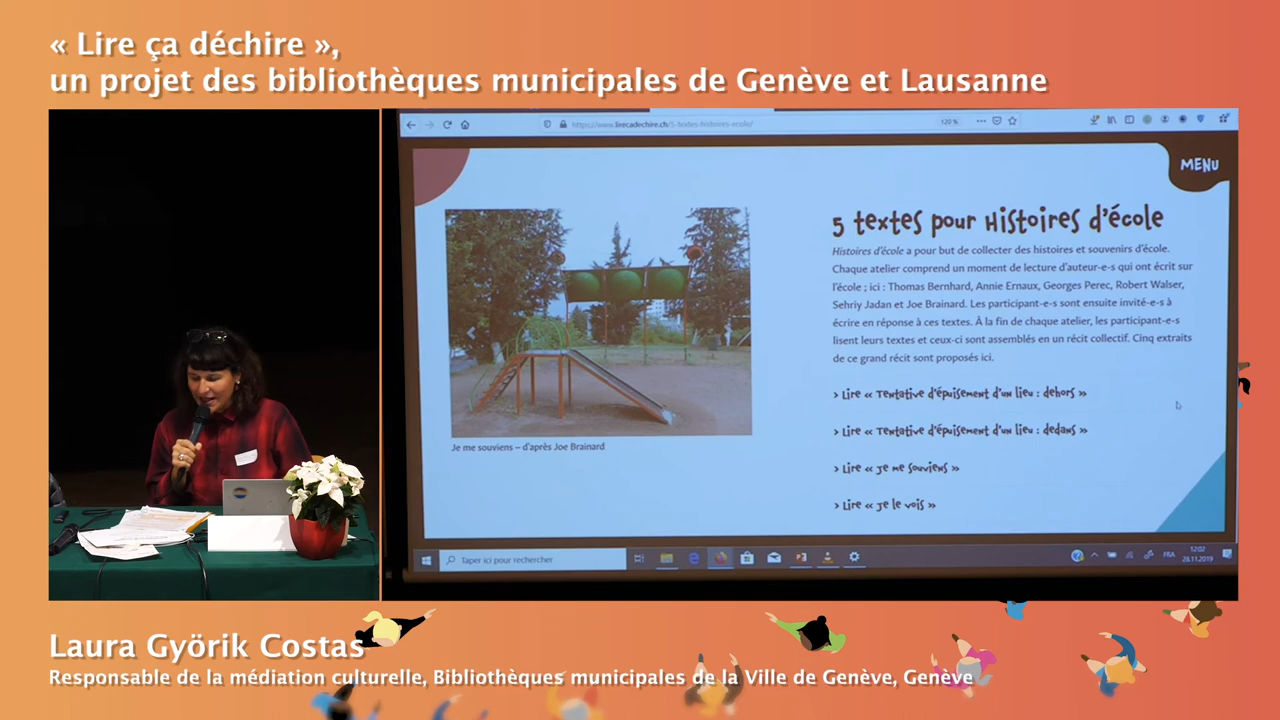 « Lire ça déchire »,
un projet des bibliothèques municipales de Genève et Lausanne
https://www.lirecadechire.ch/5-textes-histoires-ecole/
120 %
MENU
5 textes pour Histoires d'école
Histoires d'école a pour but de collecter des histoires et souvenirs d'école.
Chaque atelier comprend un moment de lecture d'auteur-e-s qui ont écrit sur
l'école ; ici : Thomas Bernhard, Annie Ernaux, Georges Perec, Robert Walser,
Sehriy Jadan et Joe Brainard. Les participant-e-s sont ensuite invité-e-s à
écrire en réponse à ces textes. À la fin de chaque atelier, les participant-e-s
lisent leurs textes et ceux-ci sont assemblés en un récit collectif. Cinq extraits
de ce grand récit sont proposés ici.
> Lire « Tentative d'épuisement d'un lieu : dehors »
> Lire « Tentative d'épuisement d'un lieu : dedans »
> Lire « Je me souviens »
> Lire « Je le vois »
Je me souviens – d'après Joe Brainard
Taper ici pour rechercher
FRA
12:02
28.11.2019
Laura Györik Costas
Responsable de la médiation culturelle, Bibliothèques municipales de la Ville de Genève, Genève